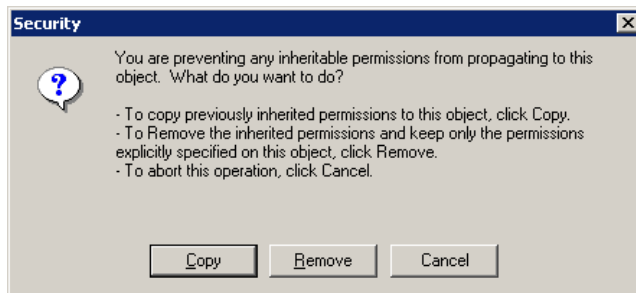 Security
You are preventing any inheritable permissions from propagating to this
object. What do you want to do?
- To copy previously inherited permissions to this object, click Copy.
- To Remove the inherited permissions and keep only the permissions
explicitly specified on this object, click Remove.
- To abort this operation, click Cancel.
Copy Remove Cancel